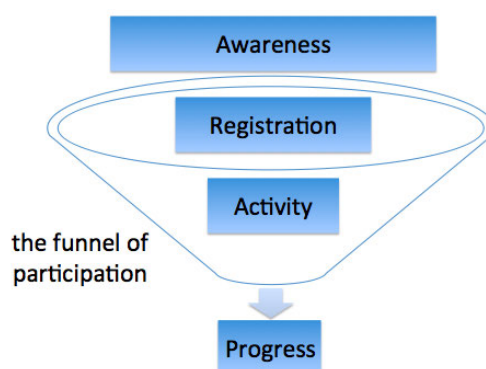 Awareness
Registration
Activity
the funnel of
participation
Progress